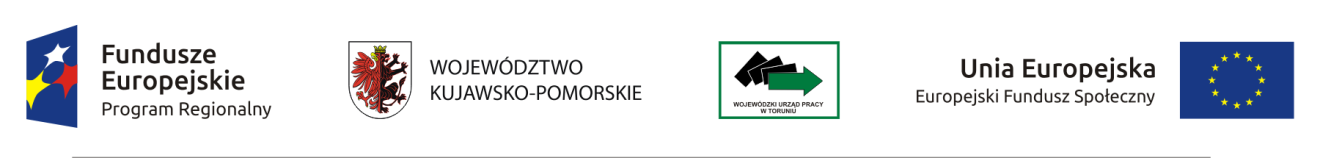 Fundusze
Europejskie
Program Regionalny
WOJEWÓDZTWO
KUJAWSKO-POMORSKIE
WOJEWÓDZKI URZĄD PRACY
W TORUNIU
Unia Europejska
Europejski Fundusz Społeczny